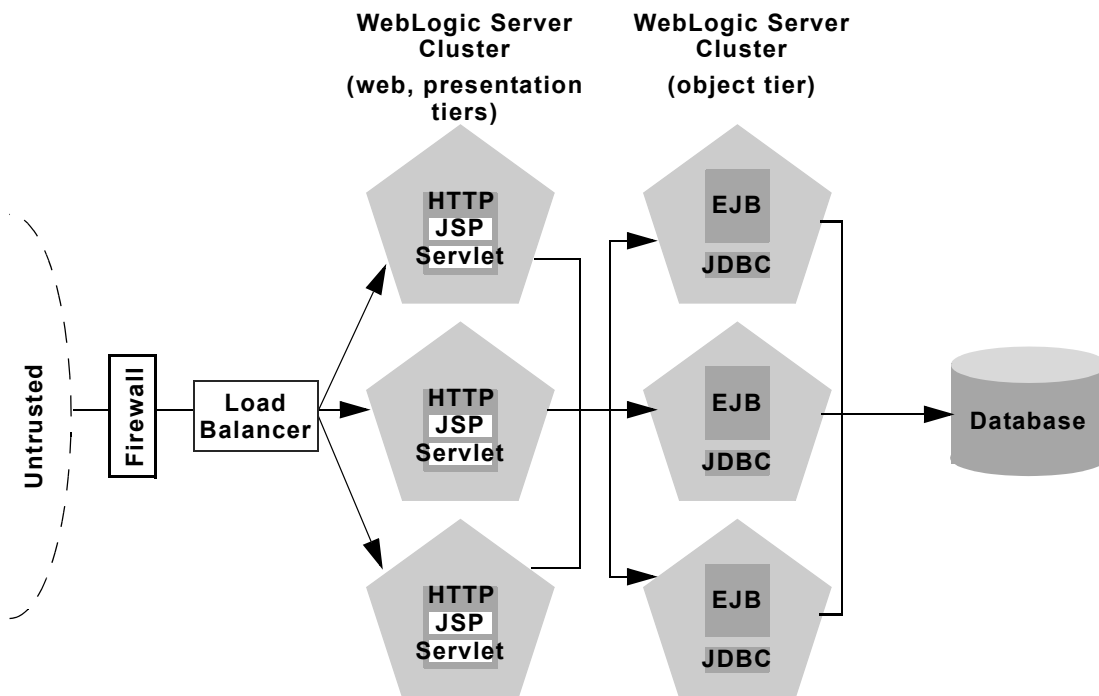 WebLogic Server
Cluster
(web, presentation
tiers)
WebLogic Server
Cluster
(object tier)
Untrusted
Firewall
Load
Balancer
HTTP
JSP
Servlet
HTTP
JSP
Servlet
HTTP
JSP
Servlet
EJB
JDBC
EJB
JDBC
EJB
JDBC
Database